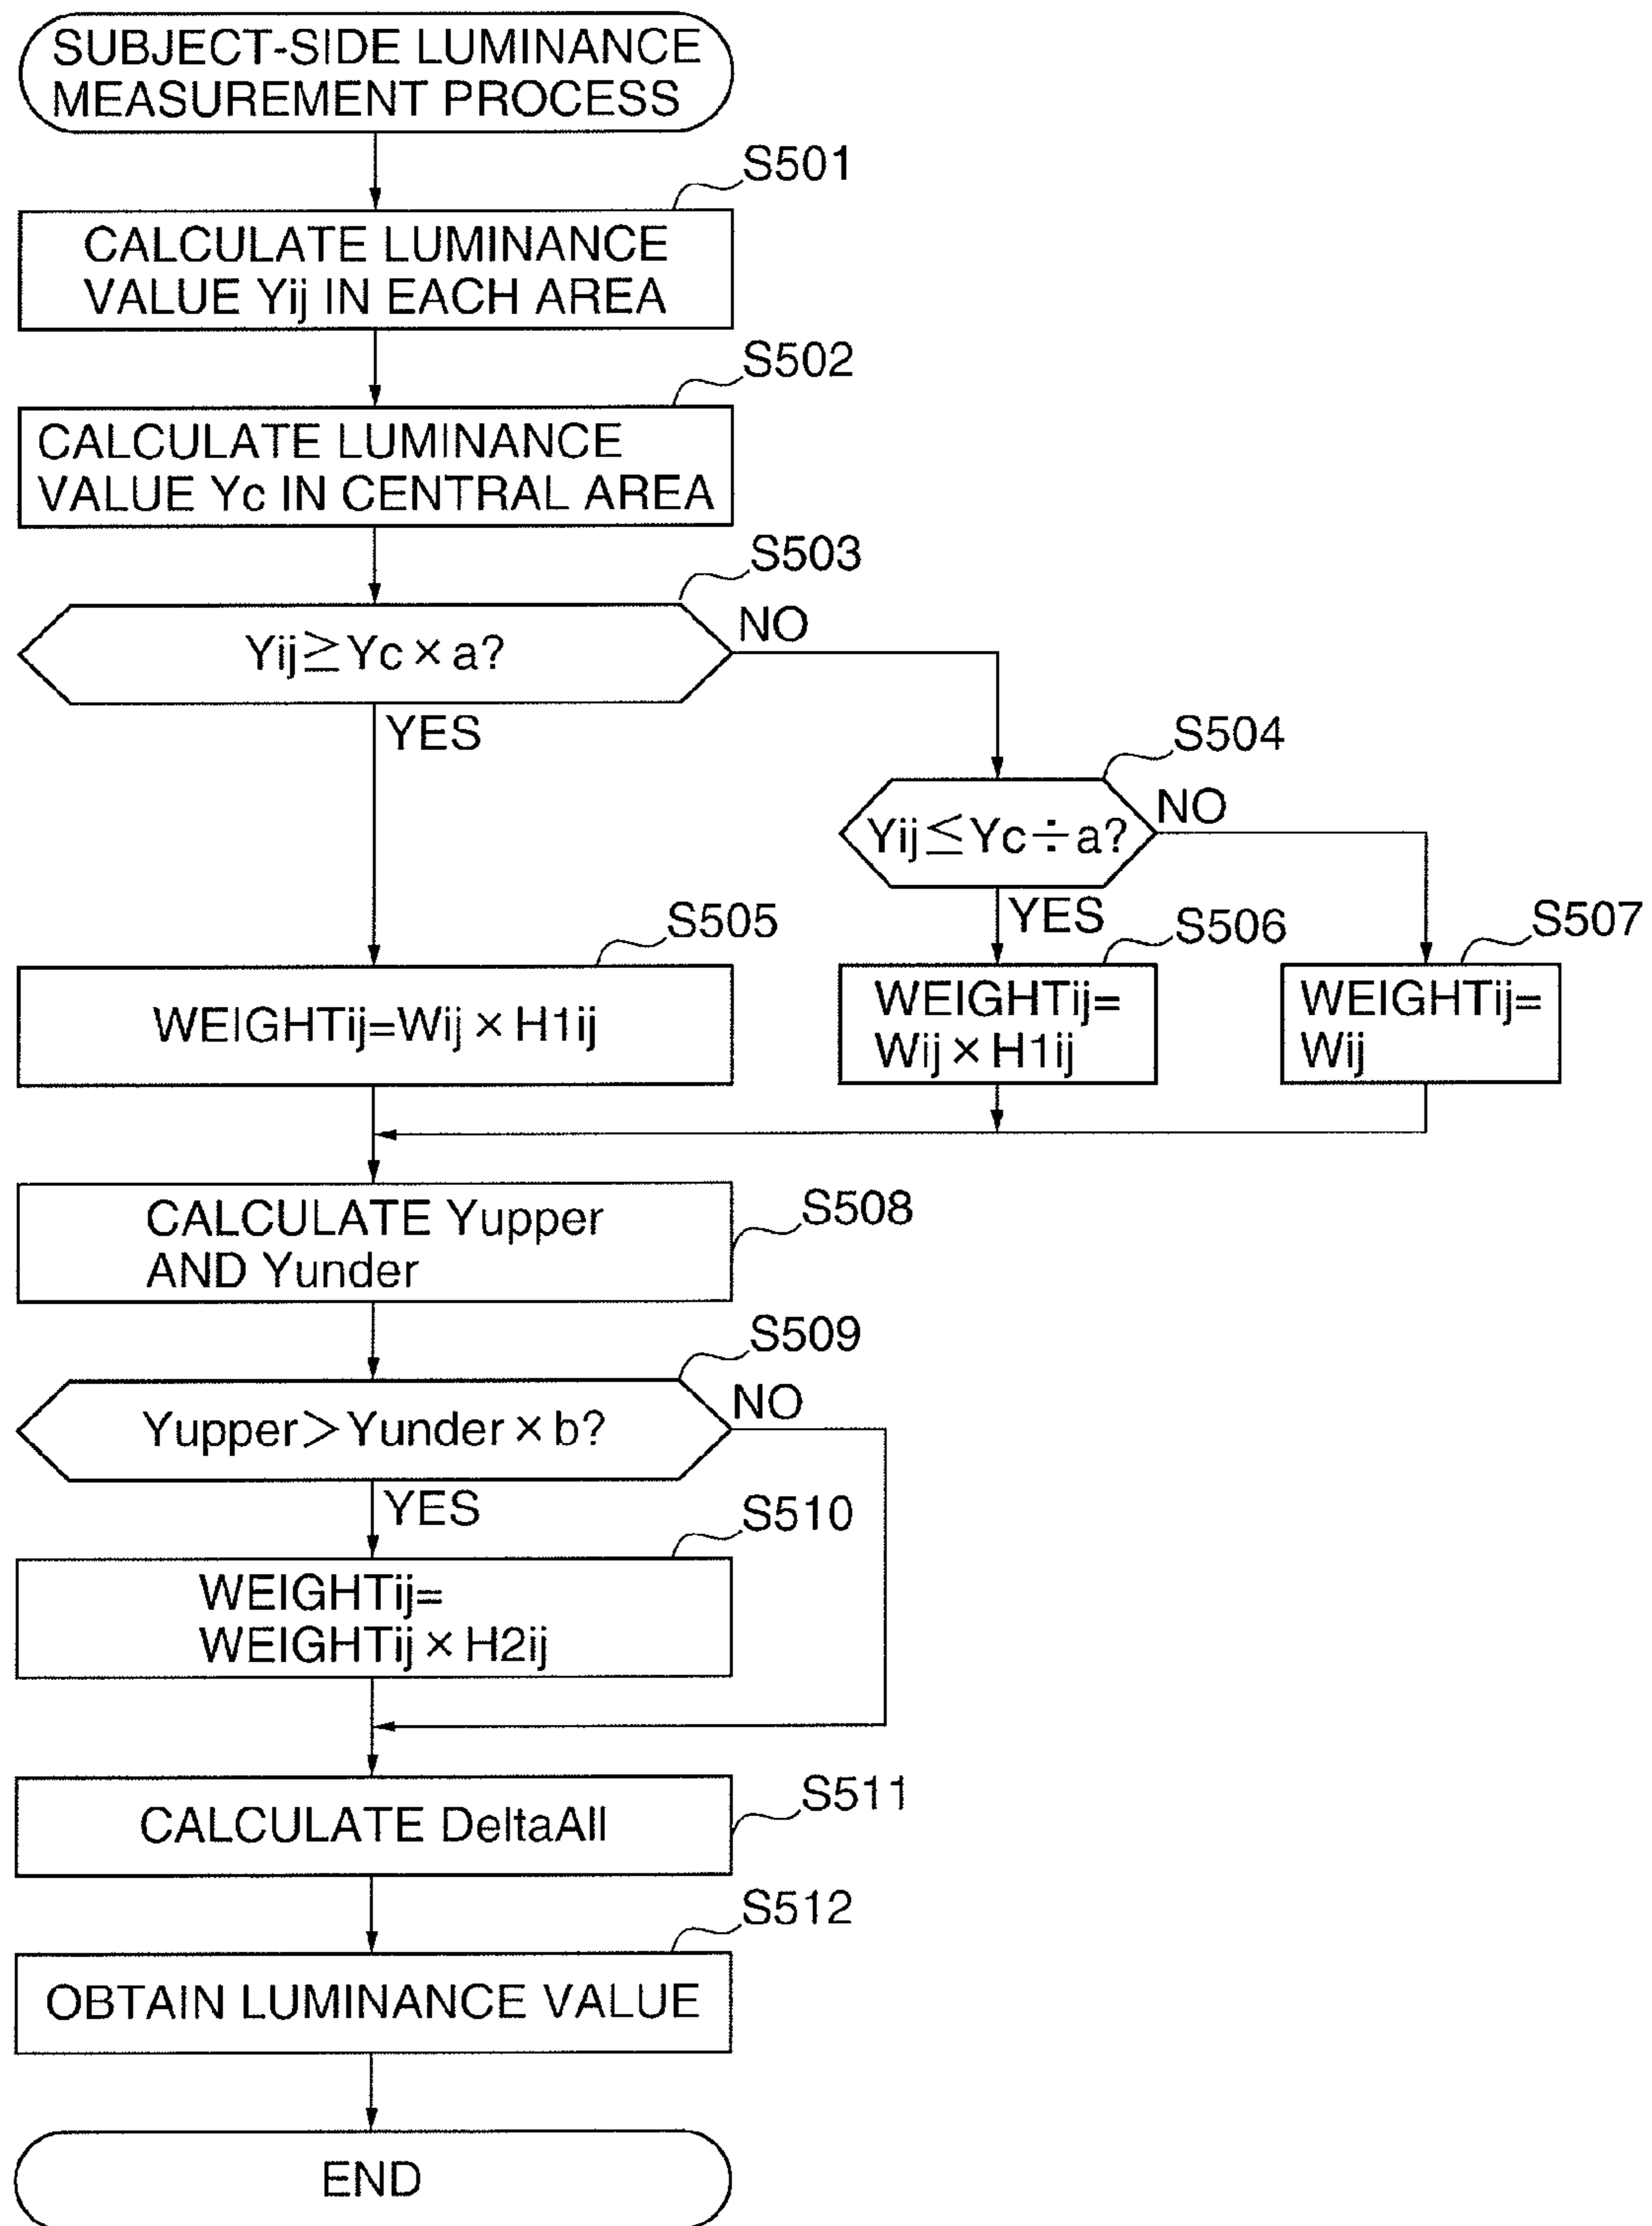 SUBJECT-SIDE LUMINANCE
MEASUREMENT PROCESS
S501
CALCULATE LUMINANCE
VALUE Yij IN EACH AREA
S502
CALCULATE LUMINANCE
VALUE Yc IN CENTRAL AREA
S503
Yij≧Yc×a?
NO
YES
S504
Yij≦Yc÷a?
NO
YES
S505
WEIGHTij=Wij×H1ij
S506
WEIGHTij=
Wij×H1ij
S507
WEIGHTij=
Wij
S508
CALCULATE Yupper
AND Yunder
S509
Yupper>Yunder×b?
NO
YES
S510
WEIGHTij=
WEIGHTij×H2ij
S511
CALCULATE DeltaAll
S512
OBTAIN LUMINANCE VALUE
END